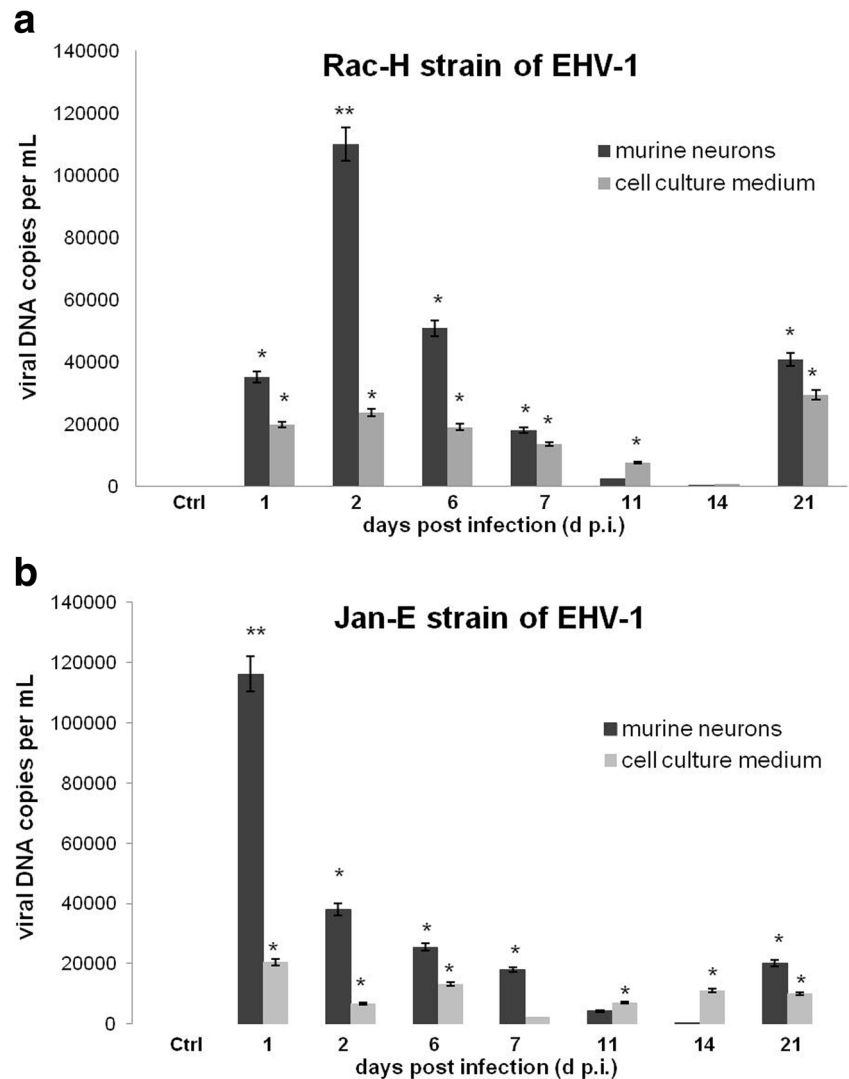 a
Rac-H strain of EHV-1
viral DNA copies per mL
140000
120000
100000
80000
60000
40000
20000
0
**
*
*
*
*
*
*
*
*
*
*
murine neurons
cell culture medium
Ctrl 1 2 6 7 11 14 21
days post infection (d p.i.)
b
Jan-E strain of EHV-1
viral DNA copies per mL
140000
120000
100000
80000
60000
40000
20000
0
**
*
*
*
*
*
*
*
*
*
*
murine neurons
cell culture medium
Ctrl 1 2 6 7 11 14 21
days post infection (d p.i.)